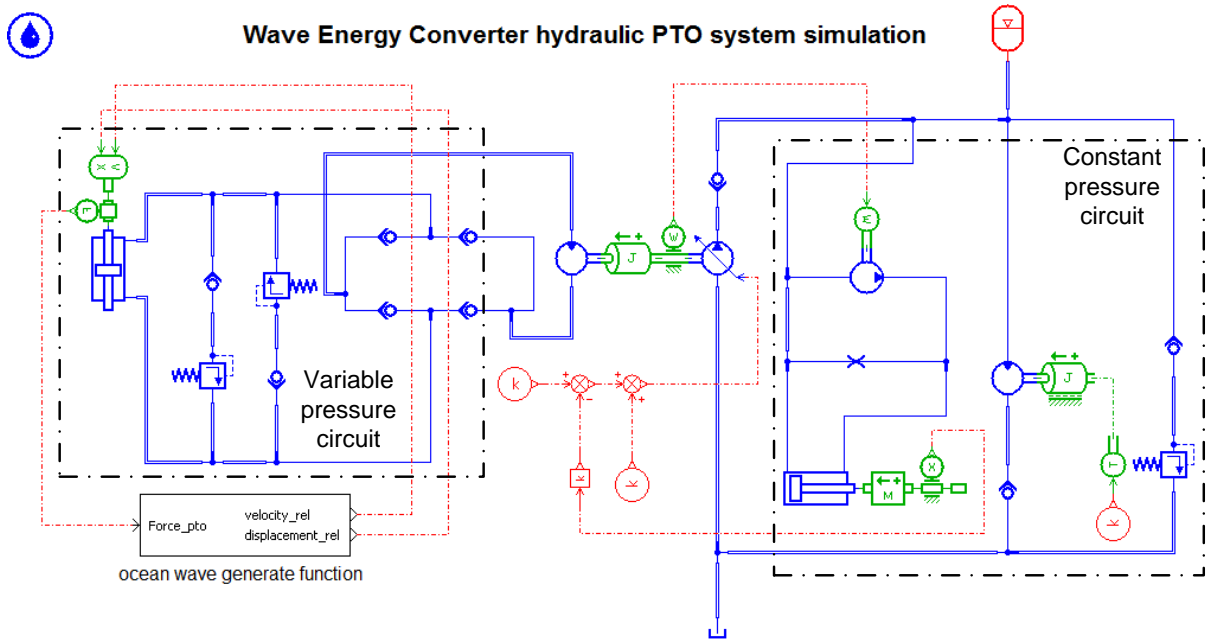 Wave Energy Converter hydraulic PTO system simulation
Constant
pressure
circuit
X V
F
W
W
J
k
+
−
+
+
Variable
pressure
circuit
J
k
k
X
M
T
k
Force_pto
velocity_rel
displacement_rel
ocean wave generate function